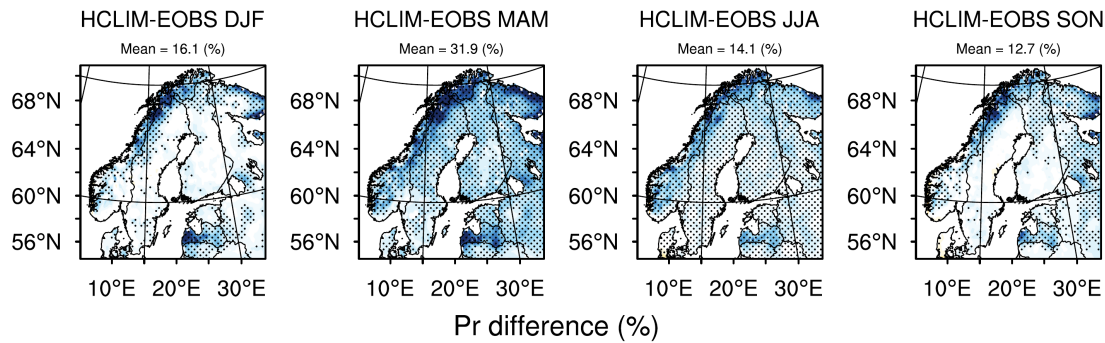 HCLIM-EOBS DJF HCLIM-EOBS MAM HCLIM-EOBS JJA HCLIM-EOBS SON
Mean = 16.1 (%) Mean = 31.9 (%) Mean = 14.1 (%) Mean = 12.7 (%)
68°N 68°N 68°N 68°N
64°N 64°N 64°N 64°N
60°N 60°N 60°N 60°N
56°N 56°N 56°N 56°N
10°E 20°E 30°E 10°E 20°E 30°E 10°E 20°E 30°E 10°E 20°E 30°E
Pr difference (%)